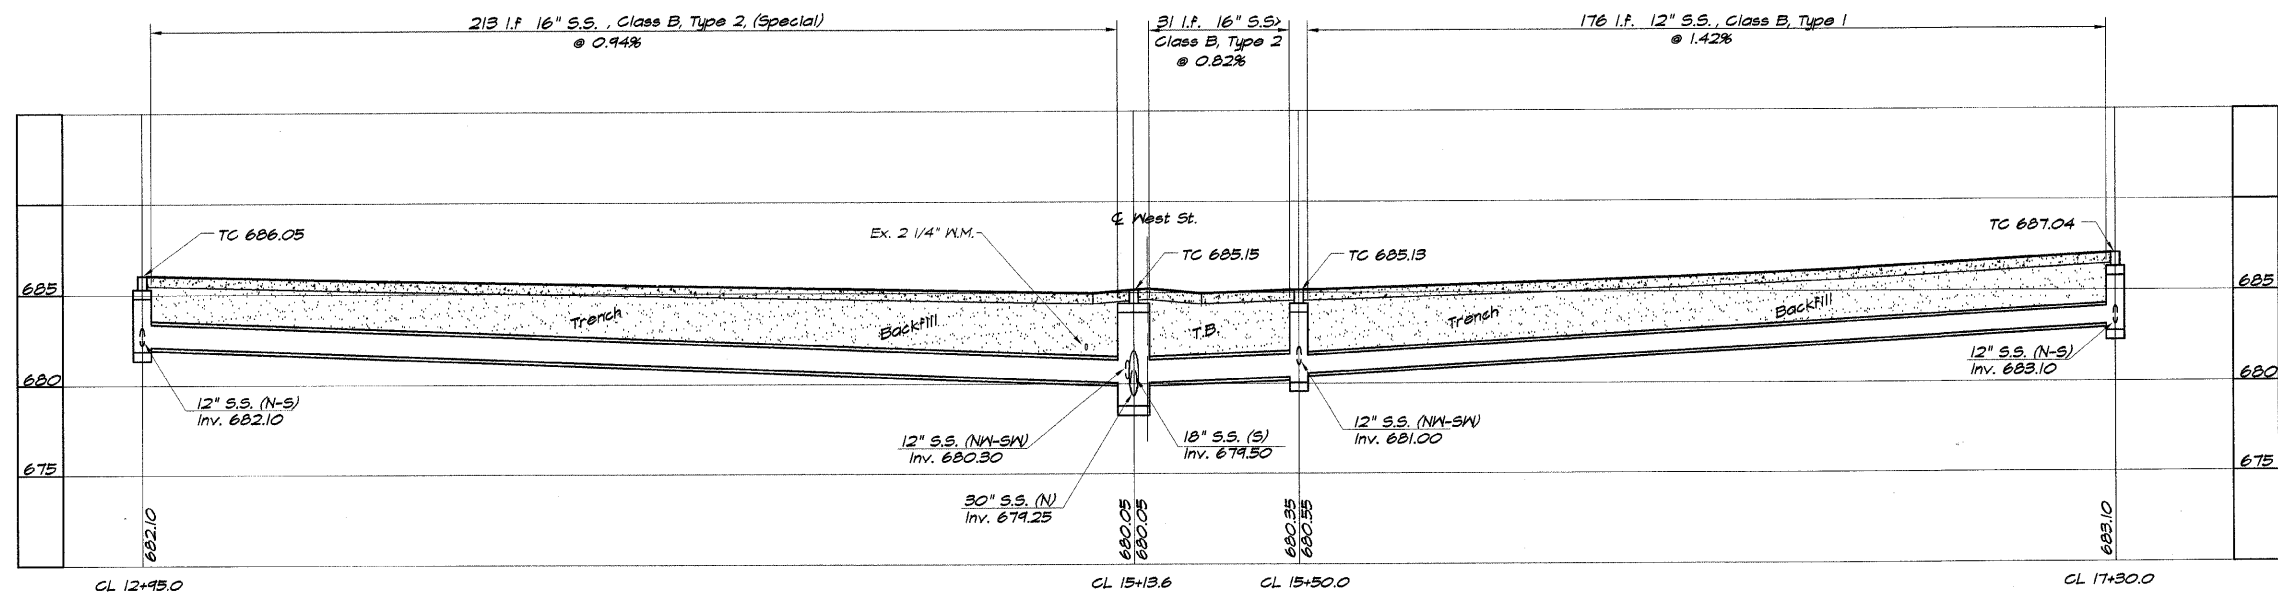 213 l.f 16" S.S. , Class B, Type 2, (Special)
@ 0.94%
31 l.f. 16" S.S.
Class B, Type 2
@ 0.82%
176 l.f. 12" S.S., Class B, Type 1
@ 1.42%
℄ West St.
TC 686.05
Ex. 2 1/4" W.M.
TC 685.15
TC 685.13
TC 687.04
685
685
Trench
Backfill
T.B.
Trench
Backfill
680
680
12" S.S. (N-S)
Inv. 682.10
12" S.S. (NW-SW)
Inv. 680.30
18" S.S. (S)
Inv. 679.50
12" S.S. (NW-SW)
Inv. 681.00
12" S.S. (N-S)
Inv. 683.10
675
675
30" S.S. (N)
Inv. 679.25
682.10
680.05
680.05
680.35
680.55
683.10
CL 12+95.0
CL 15+13.6
CL 15+50.0
CL 17+30.0